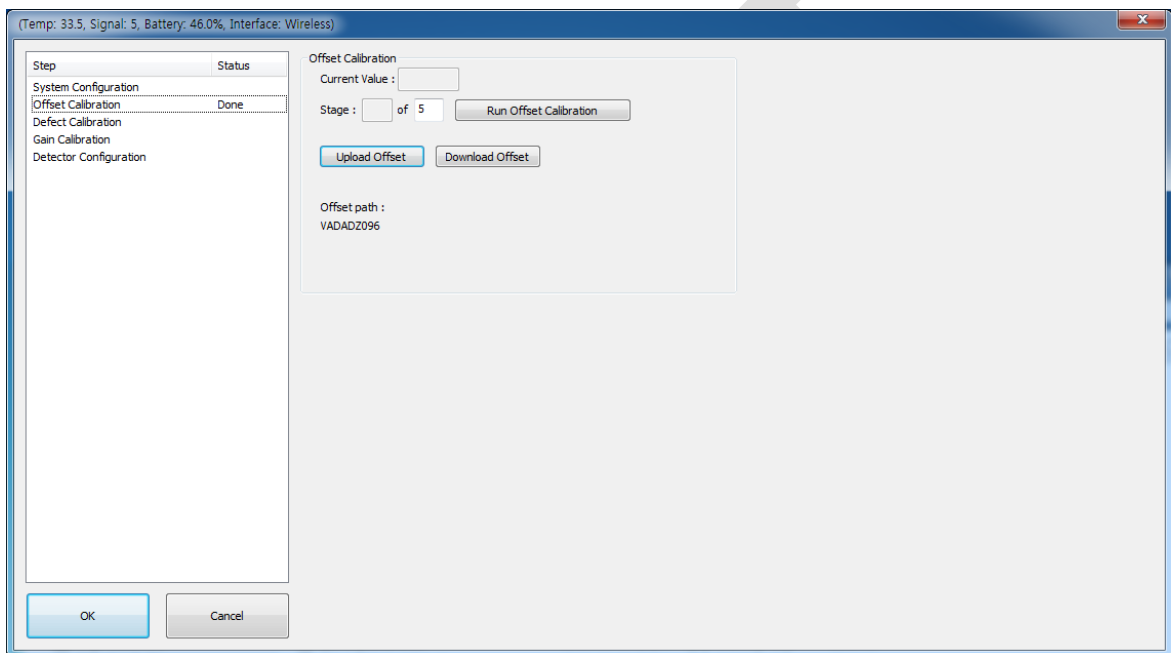 (Temp: 33.5, Signal: 5, Battery: 46.0%, Interface: Wireless)
Step Status
System Configuration
Offset Calibration Done
Defect Calibration
Gain Calibration
Detector Configuration
OK Cancel
Offset Calibration
Current Value :
Stage : of 5 Run Offset Calibration
Upload Offset Download Offset
Offset path :
VADADZ096